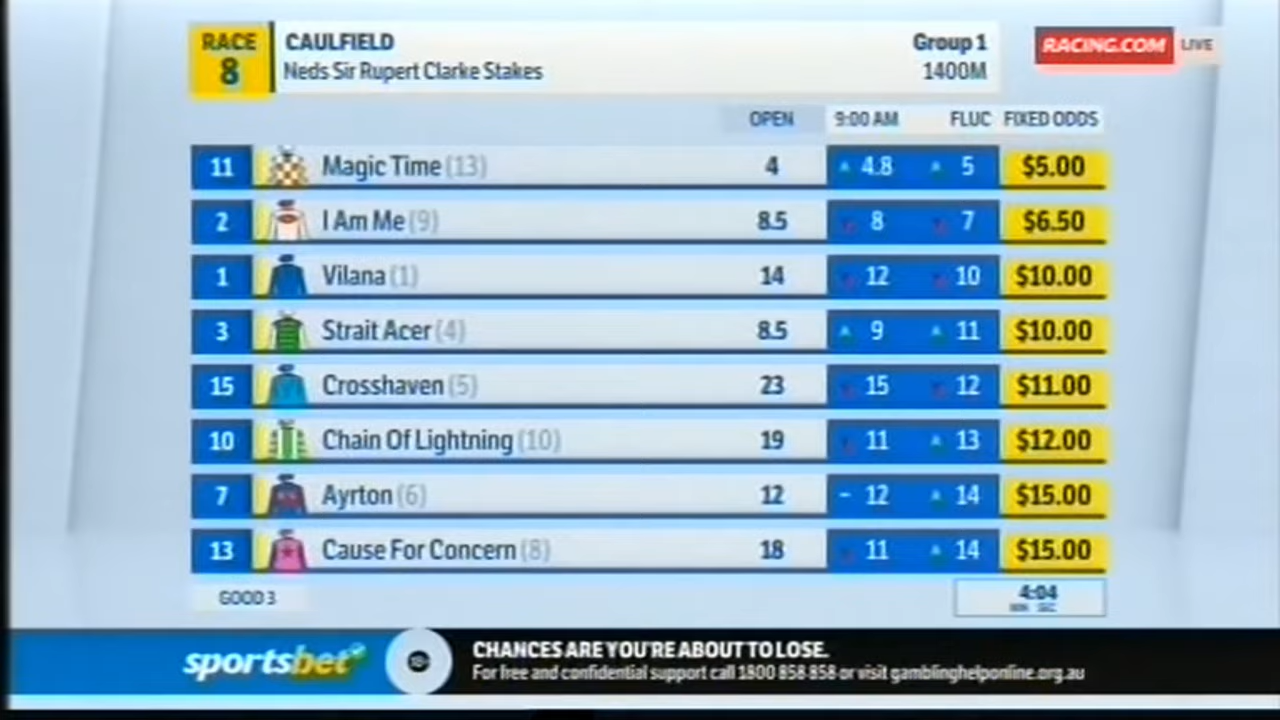 RACE 8
CAULFIELD
Group 1
Neds Sir Rupert Clarke Stakes
1400M
RACING.COM LIVE
OPEN 9:00 AM FLUC FIXED ODDS
11 Magic Time (13) 4 4.8 5 $5.00
2 I Am Me (9) 8.5 8 7 $6.50
1 Vilana (1) 14 12 10 $10.00
3 Strait Acer (4) 8.5 9 11 $10.00
15 Crosshaven (5) 23 15 12 $11.00
10 Chain Of Lightning (10) 19 11 13 $12.00
7 Ayrton (6) 12 - 12 14 $15.00
13 Cause For Concern (8) 18 11 14 $15.00
GOOD 3
4:04
MIN SEC
sportsbet
18+
CHANCES ARE YOU'RE ABOUT TO LOSE.
For free and confidential support call 1800 858 858 or visit gamblinghelponline.org.au